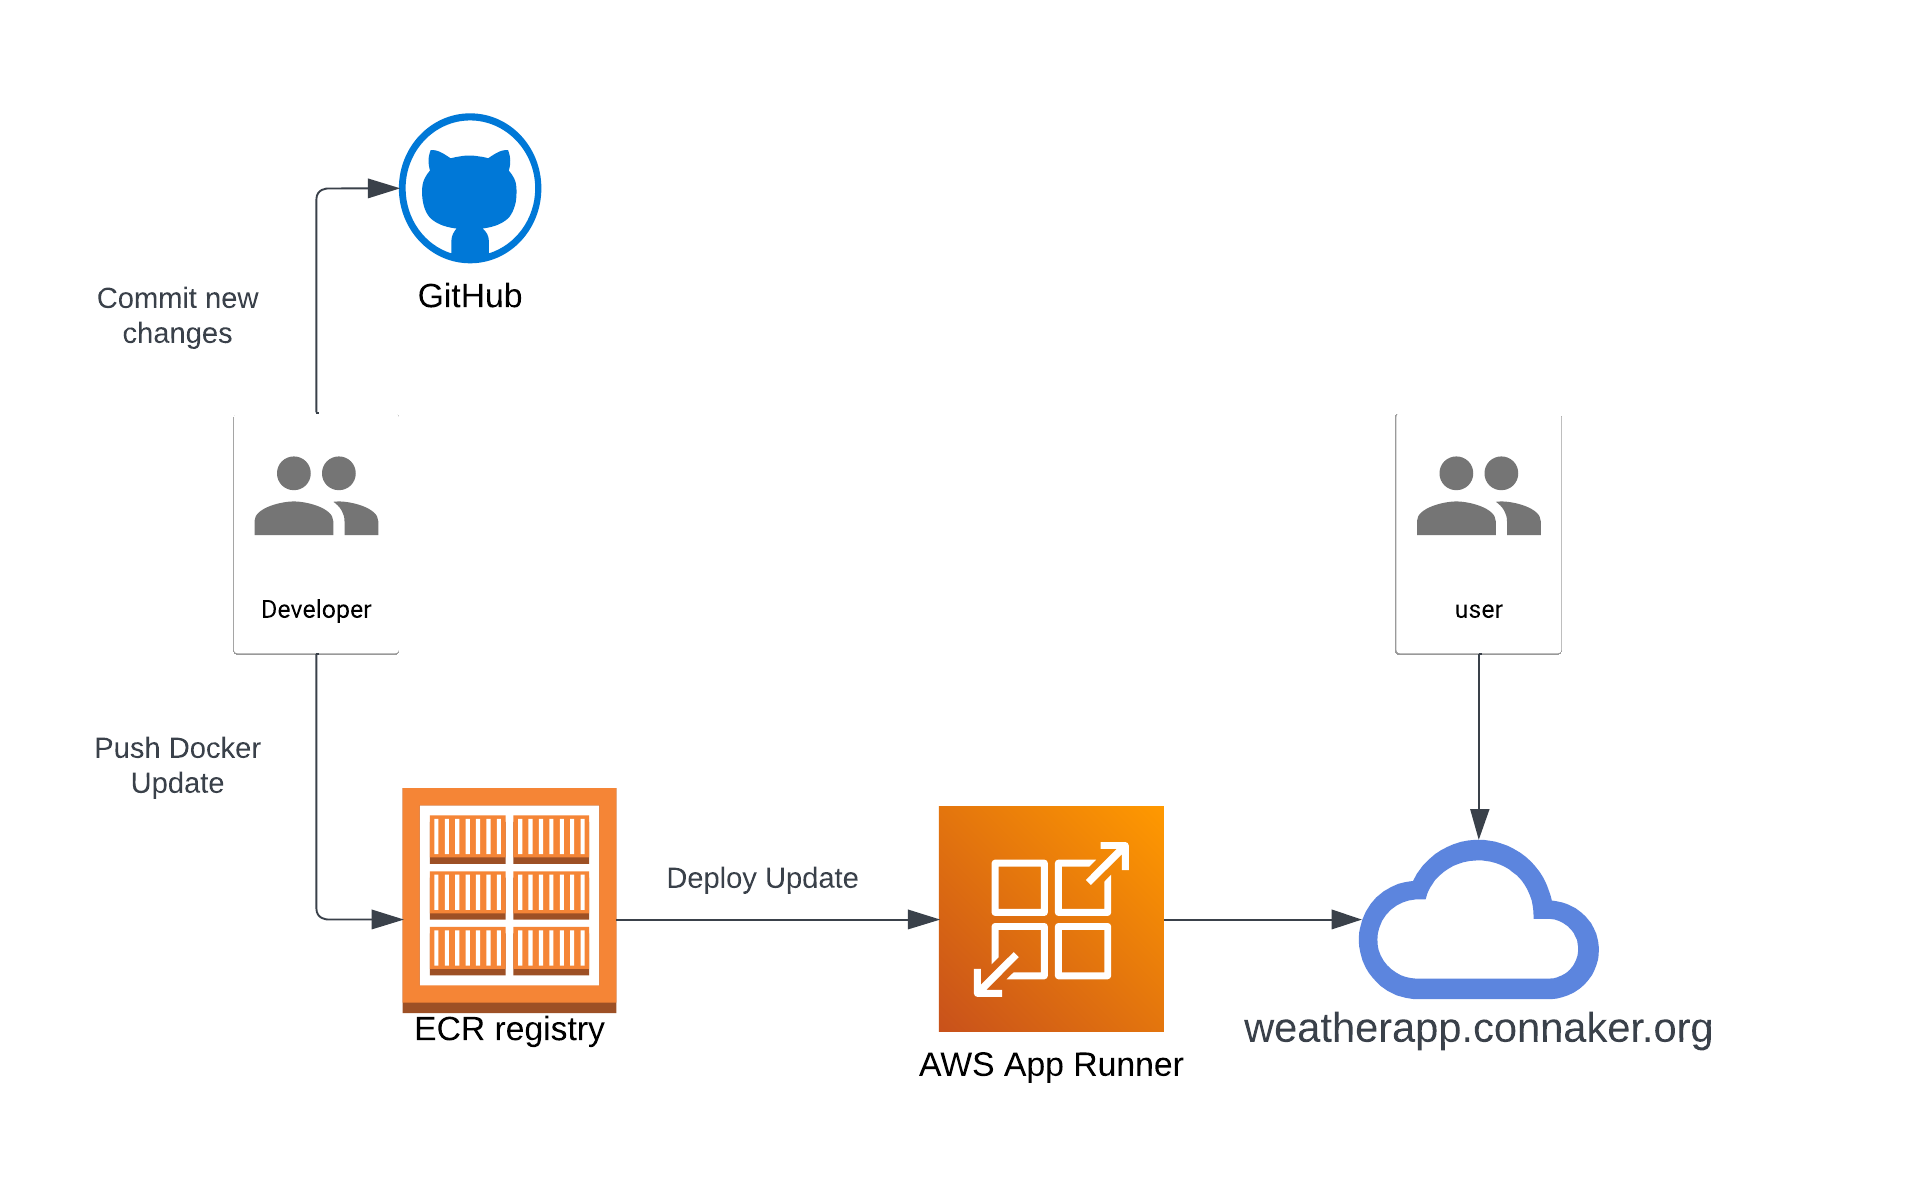 GitHub
Commit new
changes
Developer
user
Push Docker
Update
Deploy Update
ECR registry
AWS App Runner
weatherapp.connaker.org